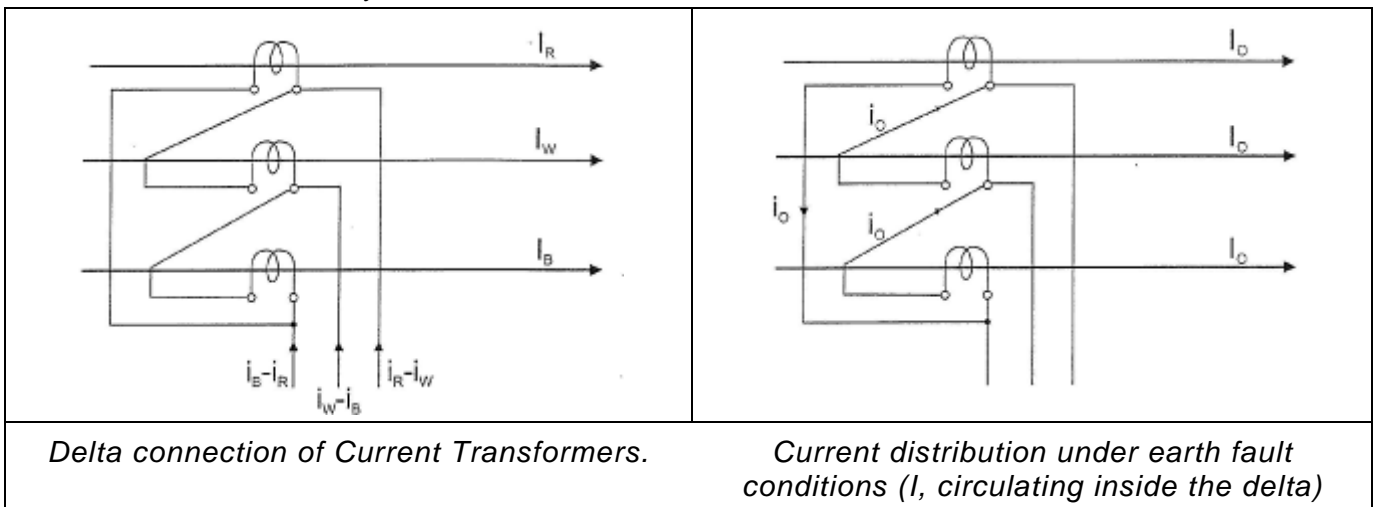 I_R
I_W
I_B
i_B-i_R
i_W-i_B
i_R-i_W
Delta connection of Current Transformers.
I_O
i_O
I_O
i_O
i_O
I_O
Current distribution under earth fault
conditions (I, circulating inside the delta)